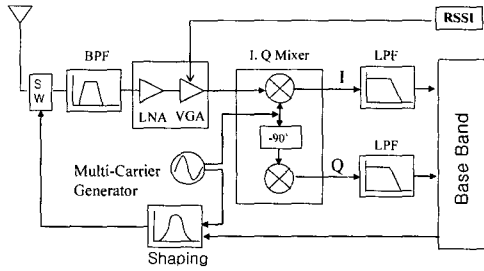 RSSI
BPF
I. Q Mixer
LPF
S
W
I
LNA
VGA
-90°
LPF
Multi-Carrier
Generator
Q
Base Band
Shaping